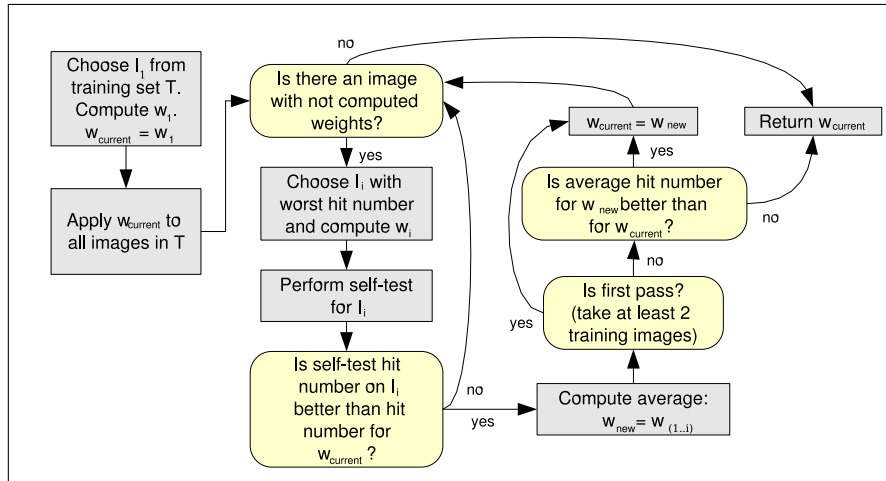 Choose I1 from
training set T.
Compute w1.
wcurrent = w1
Apply wcurrent to
all images in T
no
Is there an image
with not computed
weights?
yes
Choose Ii with
worst hit number
and compute wi
Perform self-test
for Ii
Is self-test hit
number on Ii
better than hit
number for
wcurrent ?
no
yes
Compute average:
wnew= w(1..i)
Is first pass?
(take at least 2
training images)
yes
no
Is average hit number
for wnew better than
for wcurrent ?
yes
no
wcurrent = wnew
Return wcurrent